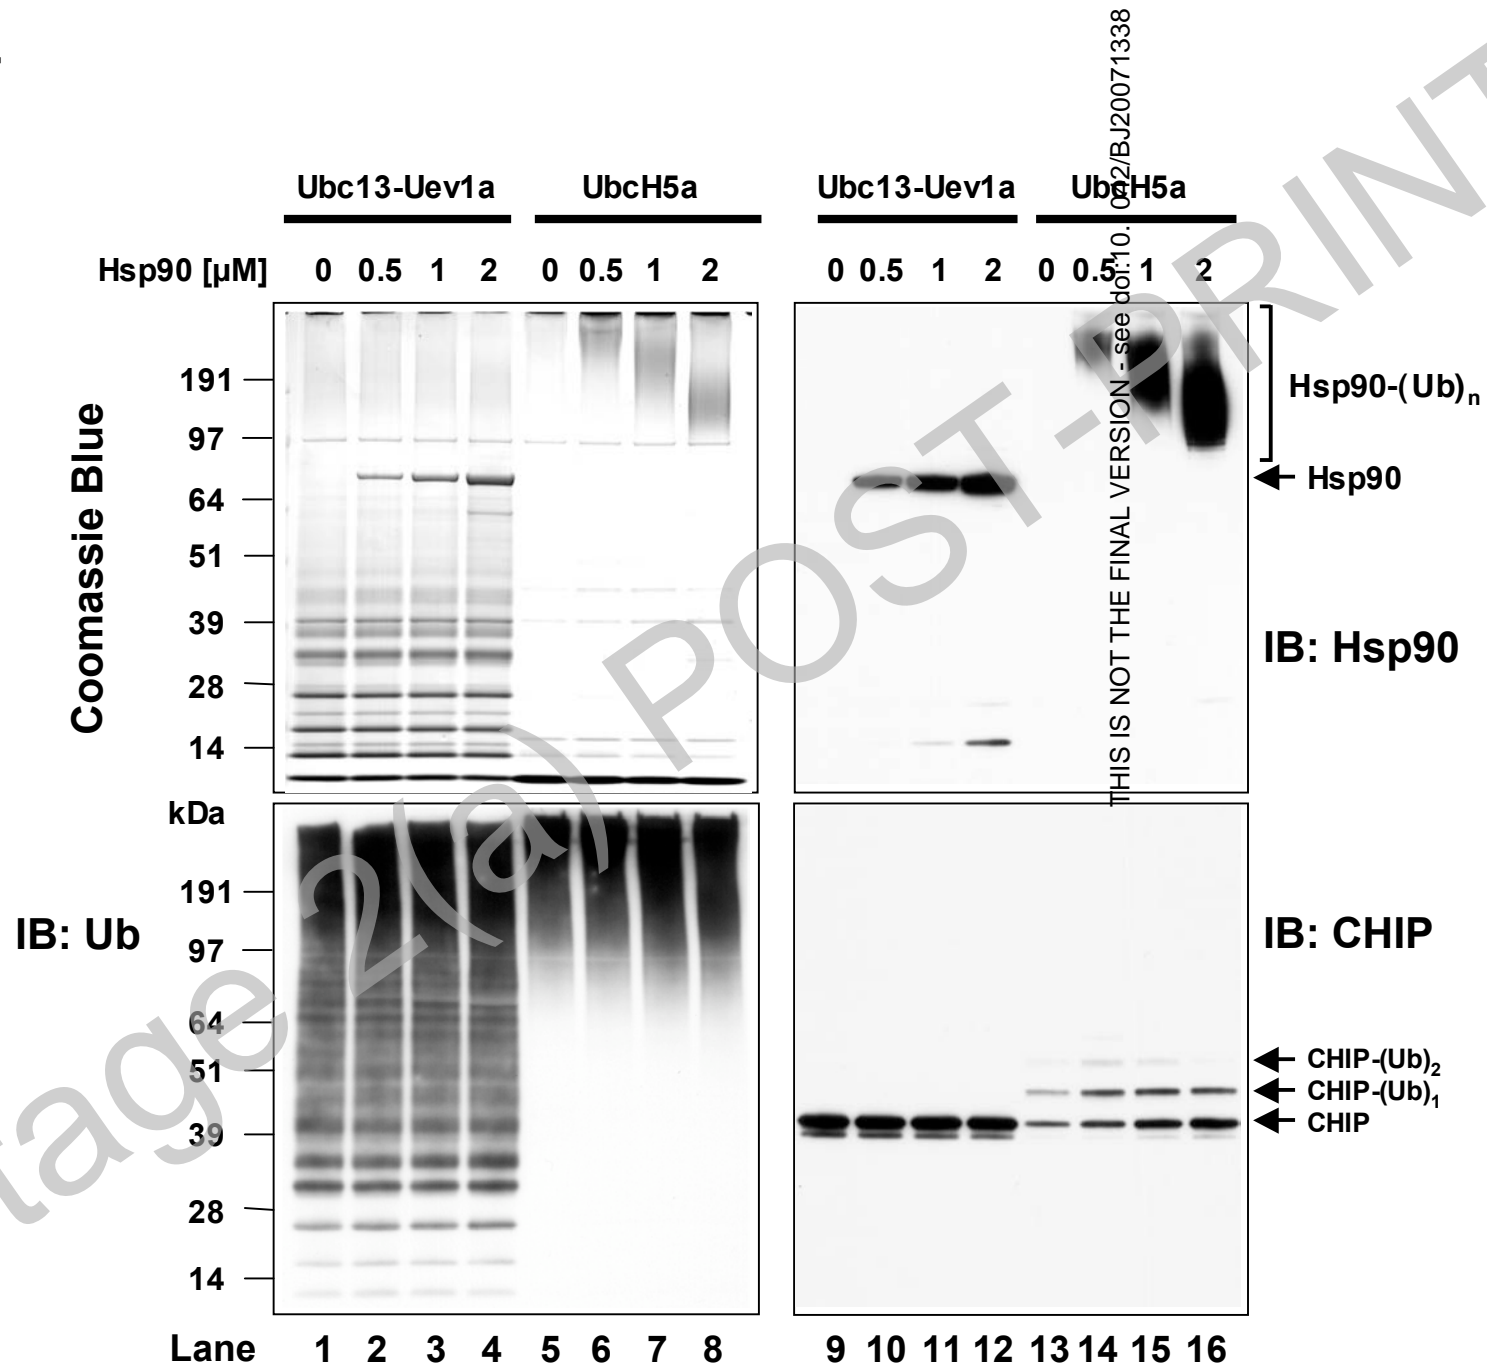 Ubc13-Uev1a UbcH5a Ubc13-Uev1a UbcH5a
Hsp90 [µM] 0 0.5 1 2 0 0.5 1 2 0 0.5 1 2 0 0.5 1 2
Coomassie Blue
191
97
64
51
39
28
14
kDa
Hsp90-(Ub)n
Hsp90
IB: Hsp90
IB: Ub
191
97
64
51
39
28
14
IB: CHIP
CHIP-(Ub)2
CHIP-(Ub)1
CHIP
Lane 1 2 3 4 5 6 7 8 9 10 11 12 13 14 15 16
THIS IS NOT THE FINAL VERSION - see doi:10.1042/BJ20071338
tage 2(a) POST-PRINT